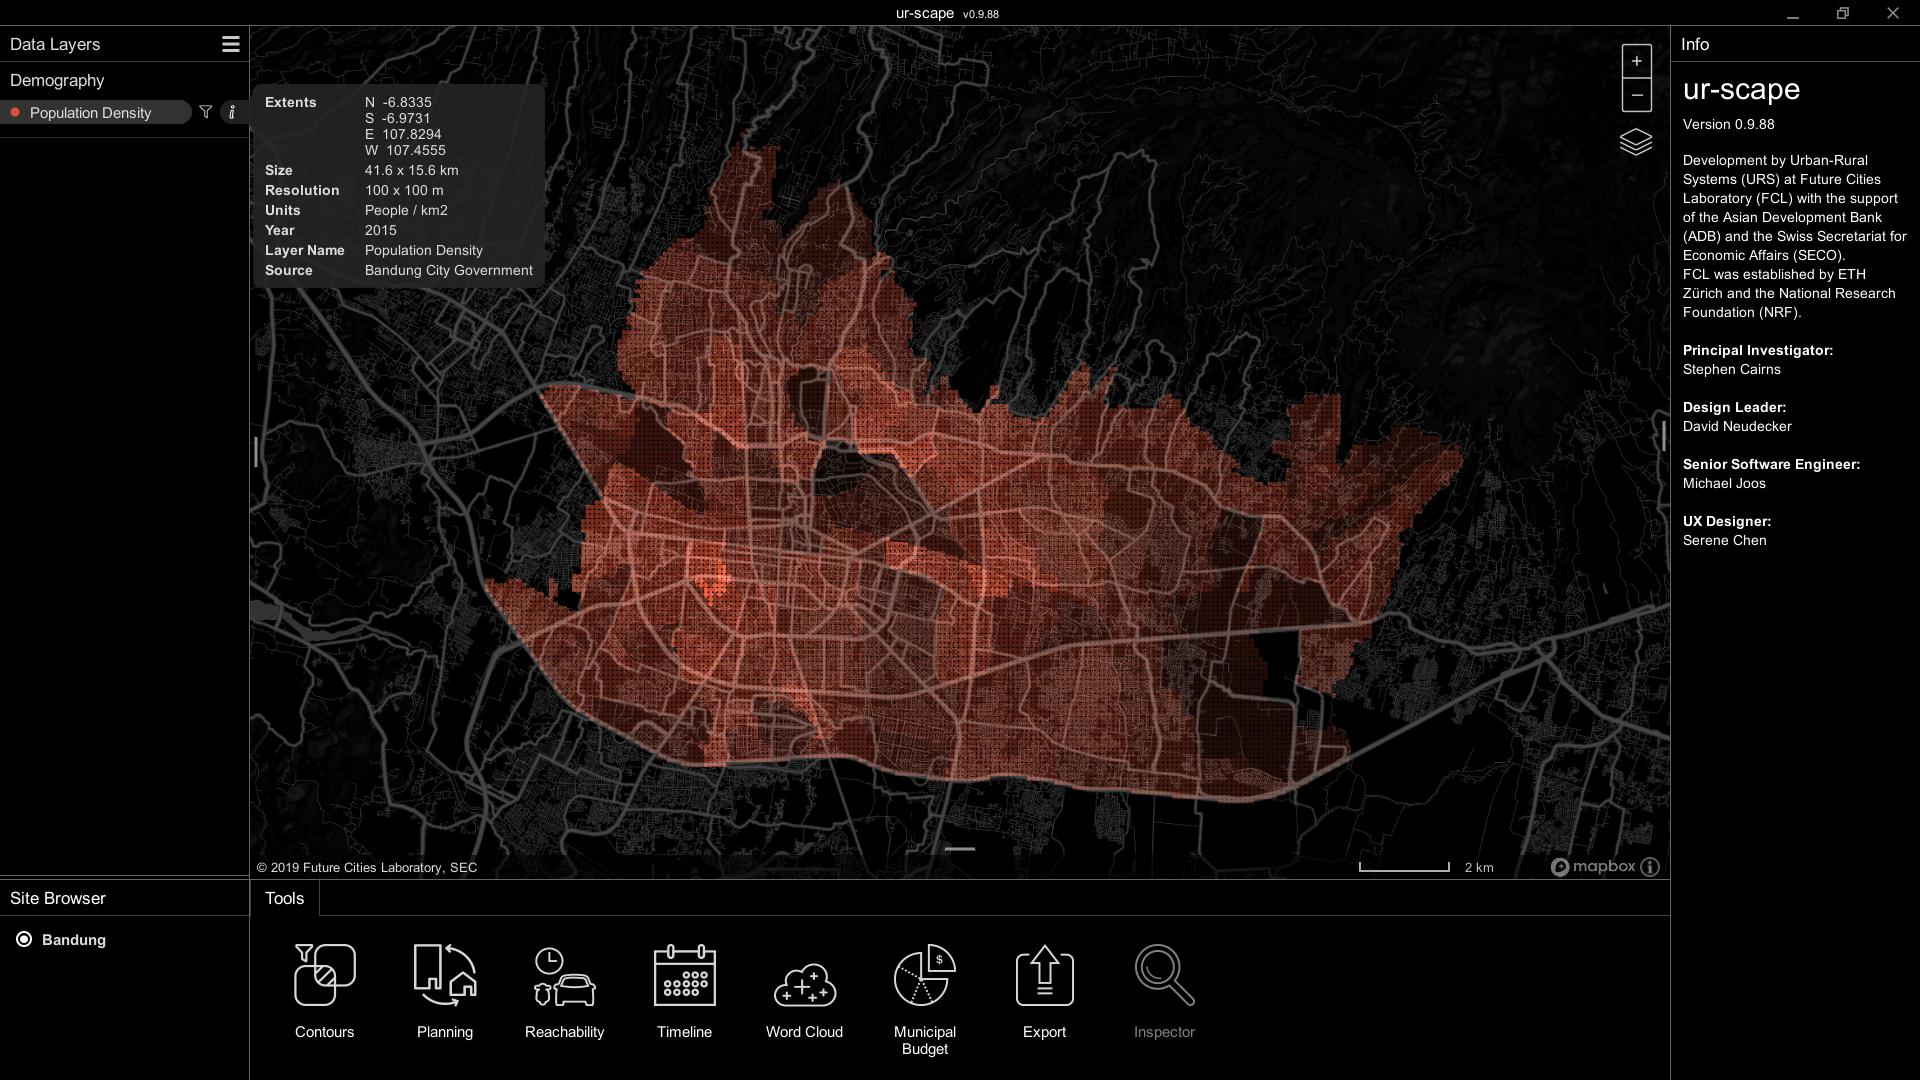 ur-scape v0.9.88
Data Layers
Demography
Population Density
i
Extents N -6.8335
S -6.9731
E 107.8294
W 107.4555
Size 41.6 x 15.6 km
Resolution 100 x 100 m
Units People / km2
Year 2015
Layer Name Population Density
Source Bandung City Government
+
−
© 2019 Future Cities Laboratory, SEC
2 km
mapbox i
Info
ur-scape
Version 0.9.88
Development by Urban-Rural
Systems (URS) at Future Cities
Laboratory (FCL) with the support
of the Asian Development Bank
(ADB) and the Swiss Secretariat for
Economic Affairs (SECO).
FCL was established by ETH
Zürich and the National Research
Foundation (NRF).
Principal Investigator:
Stephen Cairns
Design Leader:
David Neudecker
Senior Software Engineer:
Michael Joos
UX Designer:
Serene Chen
Site Browser
Bandung
Tools
$
Contours
Planning
Reachability
Timeline
Word Cloud
Municipal
Budget
Export
Inspector